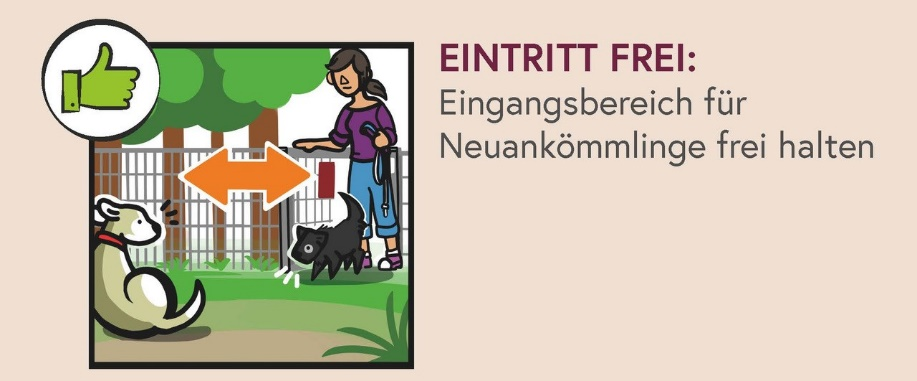 EINTRITT FREI:
Eingangsbereich für
Neuankömmlinge frei halten